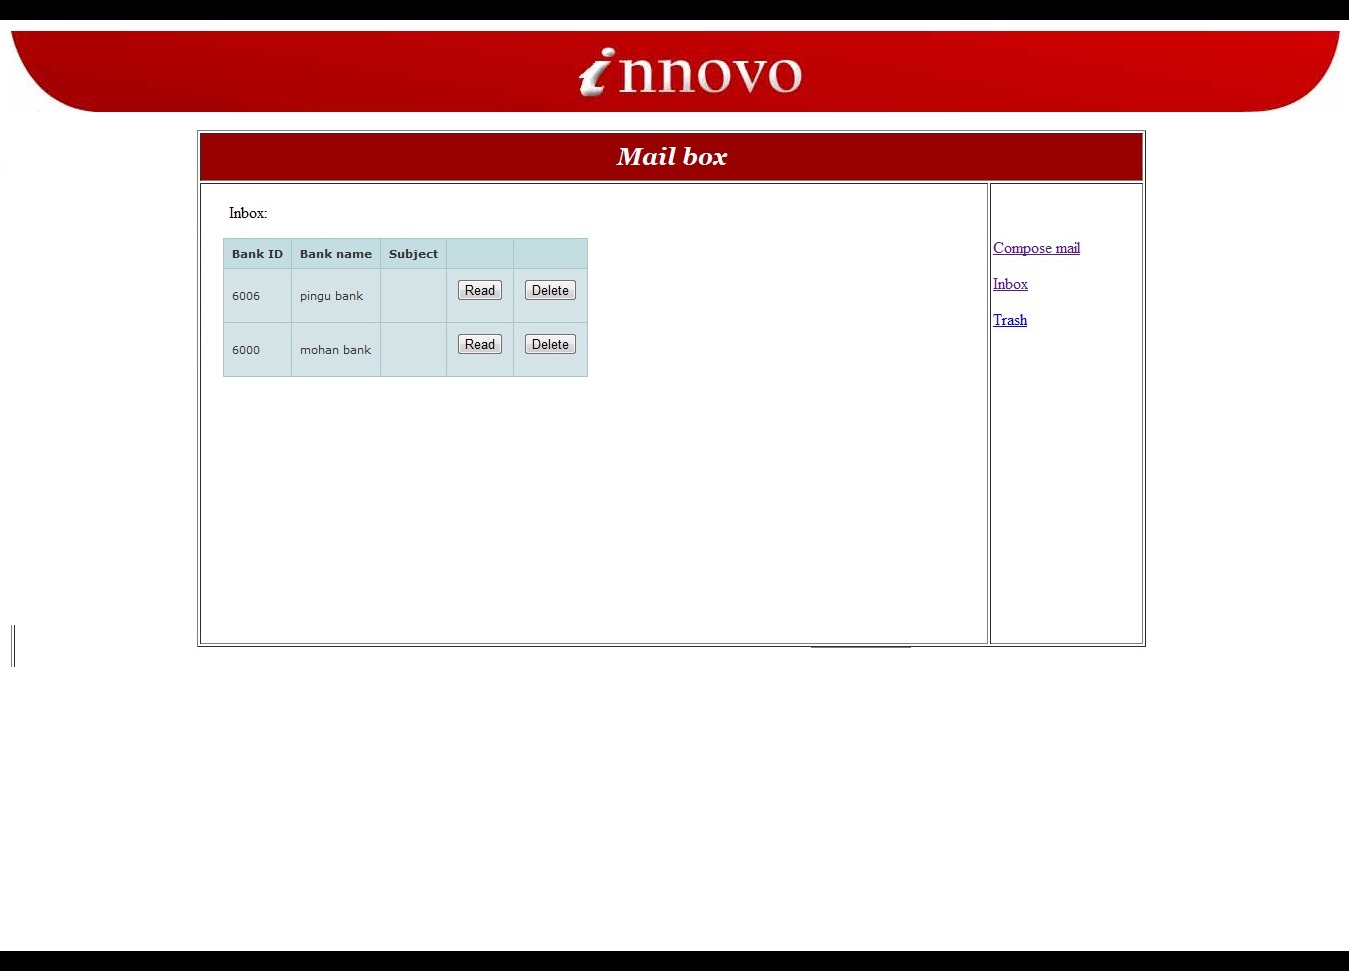 innovo
Mail box
Inbox:
Bank ID Bank name Subject
6006 pingu bank Read Delete
6000 mohan bank Read Delete
Compose mail
Inbox
Trash